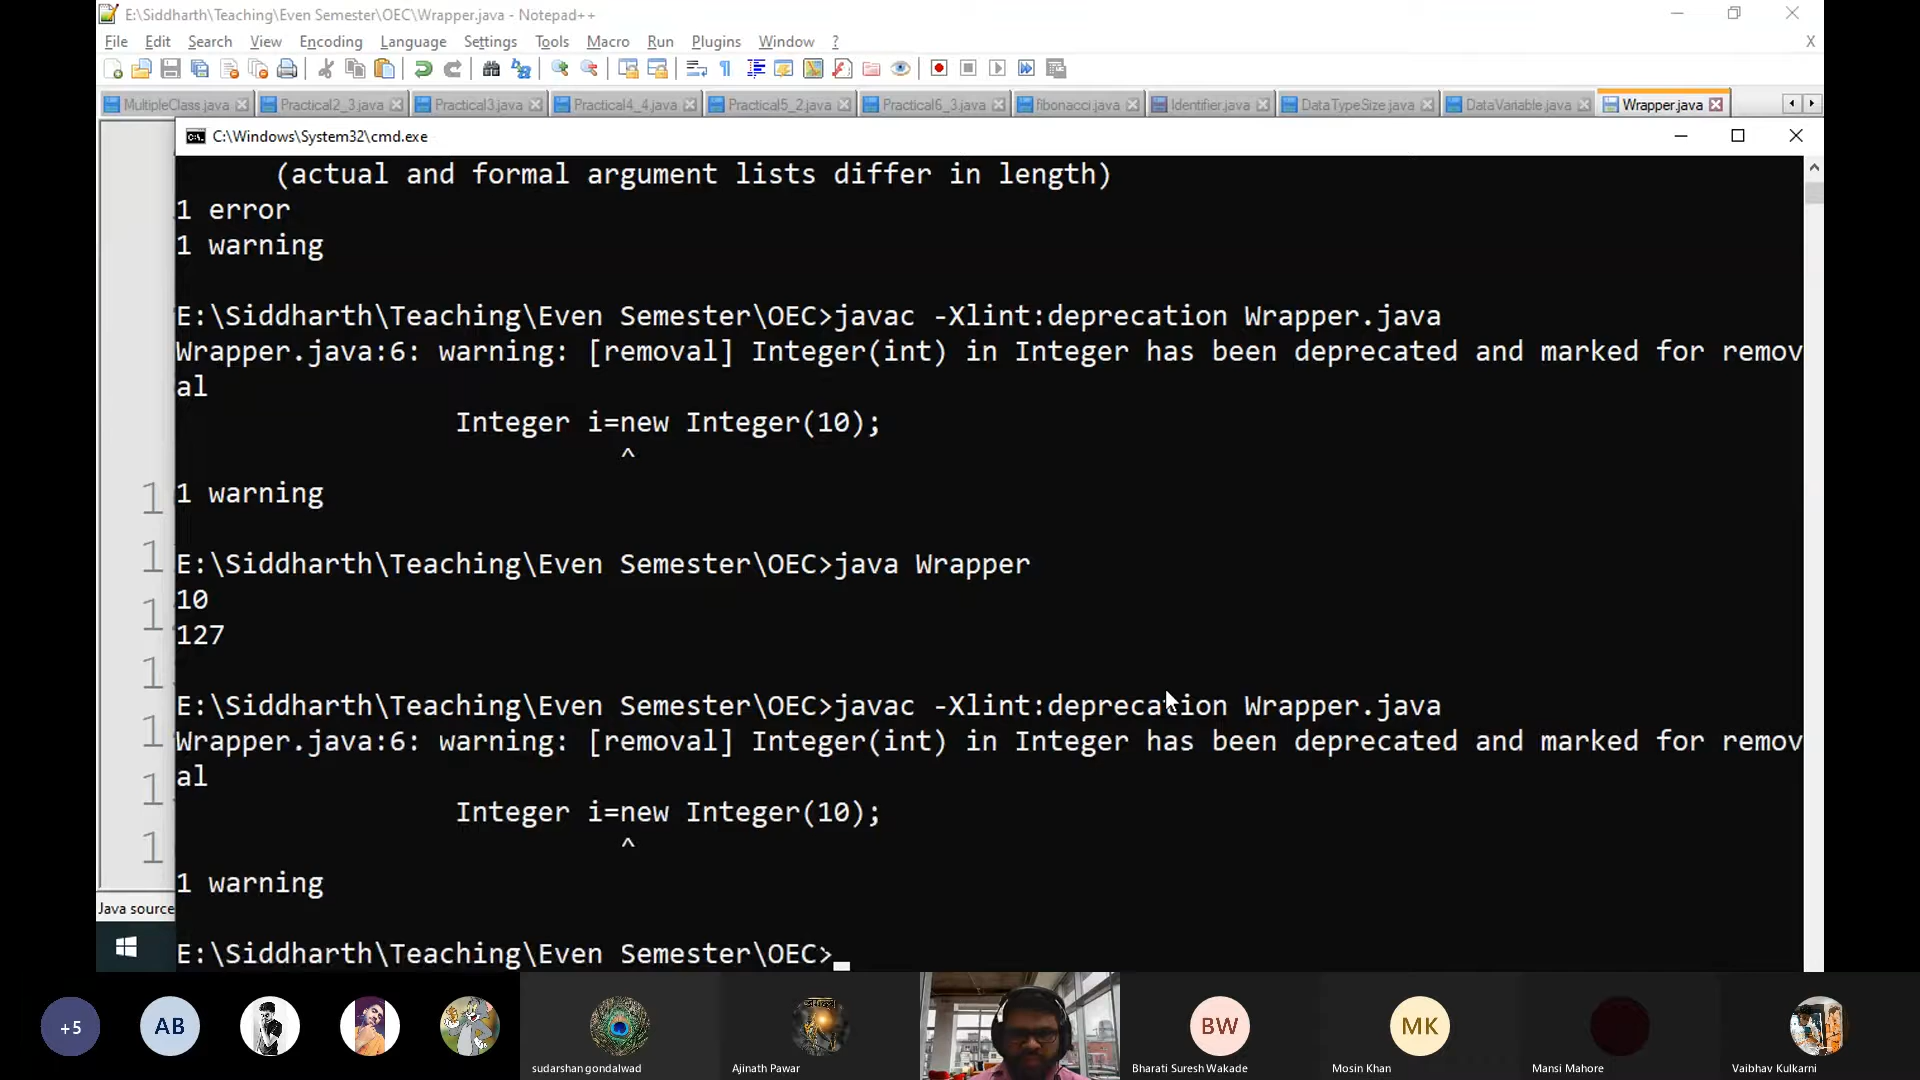 E:\Siddharth\Teaching\Even Semester\OEC\Wrapper.java - Notepad++
File Edit Search View Encoding Language Settings Tools Macro Run Plugins Window ? X
MultipleClass.java Practical2_3.java Practical3.java Practical4_4.java Practical5_2.java Practical6_3.java fibonacci.java Identifier.java DataTypeSize.java DataVariable.java Wrapper.java
C:\Windows\System32\cmd.exe
(actual and formal argument lists differ in length)
1 error
1 warning
E:\Siddharth\Teaching\Even Semester\OEC>javac -Xlint:deprecation Wrapper.java
Wrapper.java:6: warning: [removal] Integer(int) in Integer has been deprecated and marked for remov
al
Integer i=new Integer(10);
^
1 1 warning
1
E:\Siddharth\Teaching\Even Semester\OEC>java Wrapper
10
1
127
1
E:\Siddharth\Teaching\Even Semester\OEC>javac -Xlint:deprecation Wrapper.java
1
Wrapper.java:6: warning: [removal] Integer(int) in Integer has been deprecated and marked for remov
al
1
Integer i=new Integer(10);
^
1
1 warning
Java source
E:\Siddharth\Teaching\Even Semester\OEC>
+5 AB BW MK
sudarshan gondalwad Ajinath Pawar Bharati Suresh Wakade Mosin Khan Mansi Mahore Vaibhav Kulkarni